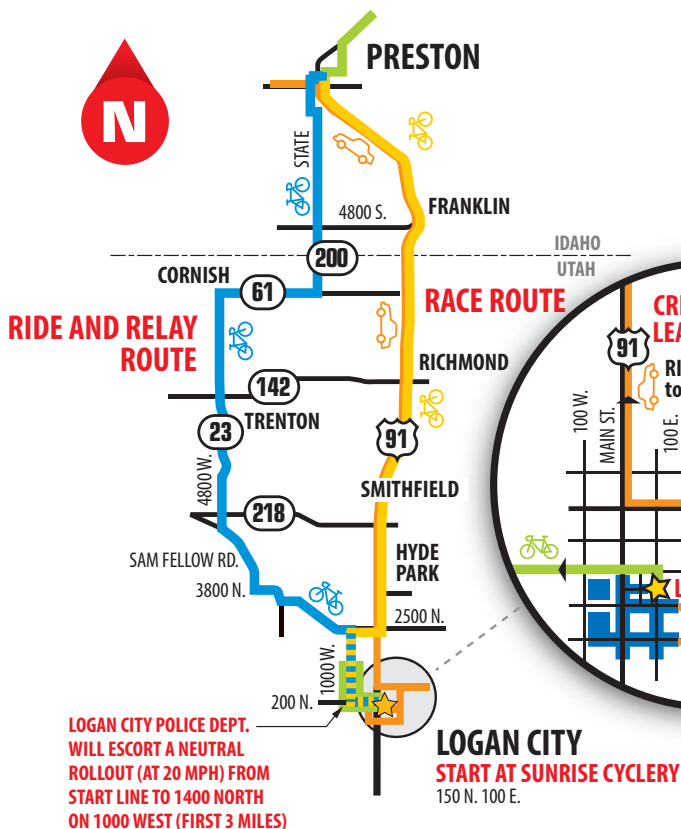 N
PRESTON
STATE
4800 S.
FRANKLIN
IDAHO
UTAH
200
CORNISH
61
RACE ROUTE
RIDE AND RELAY
ROUTE
RICHMOND
142
TRENTON
23
91
4800 W.
SMITHFIELD
218
SAM FELLOW RD.
HYDE
PARK
3800 N.
2500 N.
1000 W.
200 N.
LOGAN CITY POLICE DEPT.
WILL ESCORT A NEUTRAL
ROLLOUT (AT 20 MPH) FROM
START LINE TO 1400 NORTH
ON 1000 WEST (FIRST 3 MILES)
LOGAN CITY
START AT SUNRISE CYCLERY
150 N. 100 E.
91
to
100 W.
MAIN ST.
100 E.